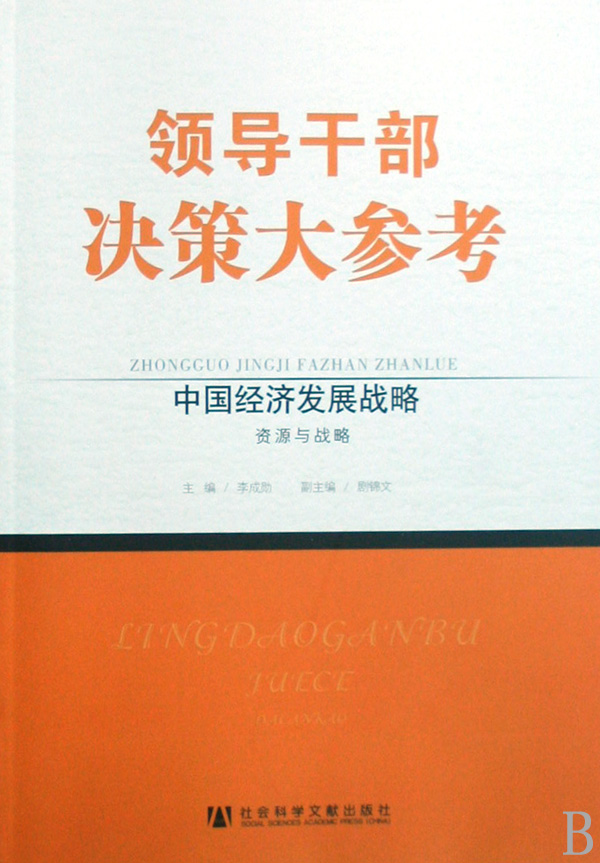 领导干部
决策大参考
ZHONGGUO JINGJI FAZHAN ZHANLUE
中国经济发展战略
资源与战略
主 编 / 李成勋 副主编 / 剧锦文
LINGDAOGANBU
JUECE
DACANKAO
社会科学文献出版社
SOCIAL SCIENCES ACADEMIC PRESS (CHINA)
B